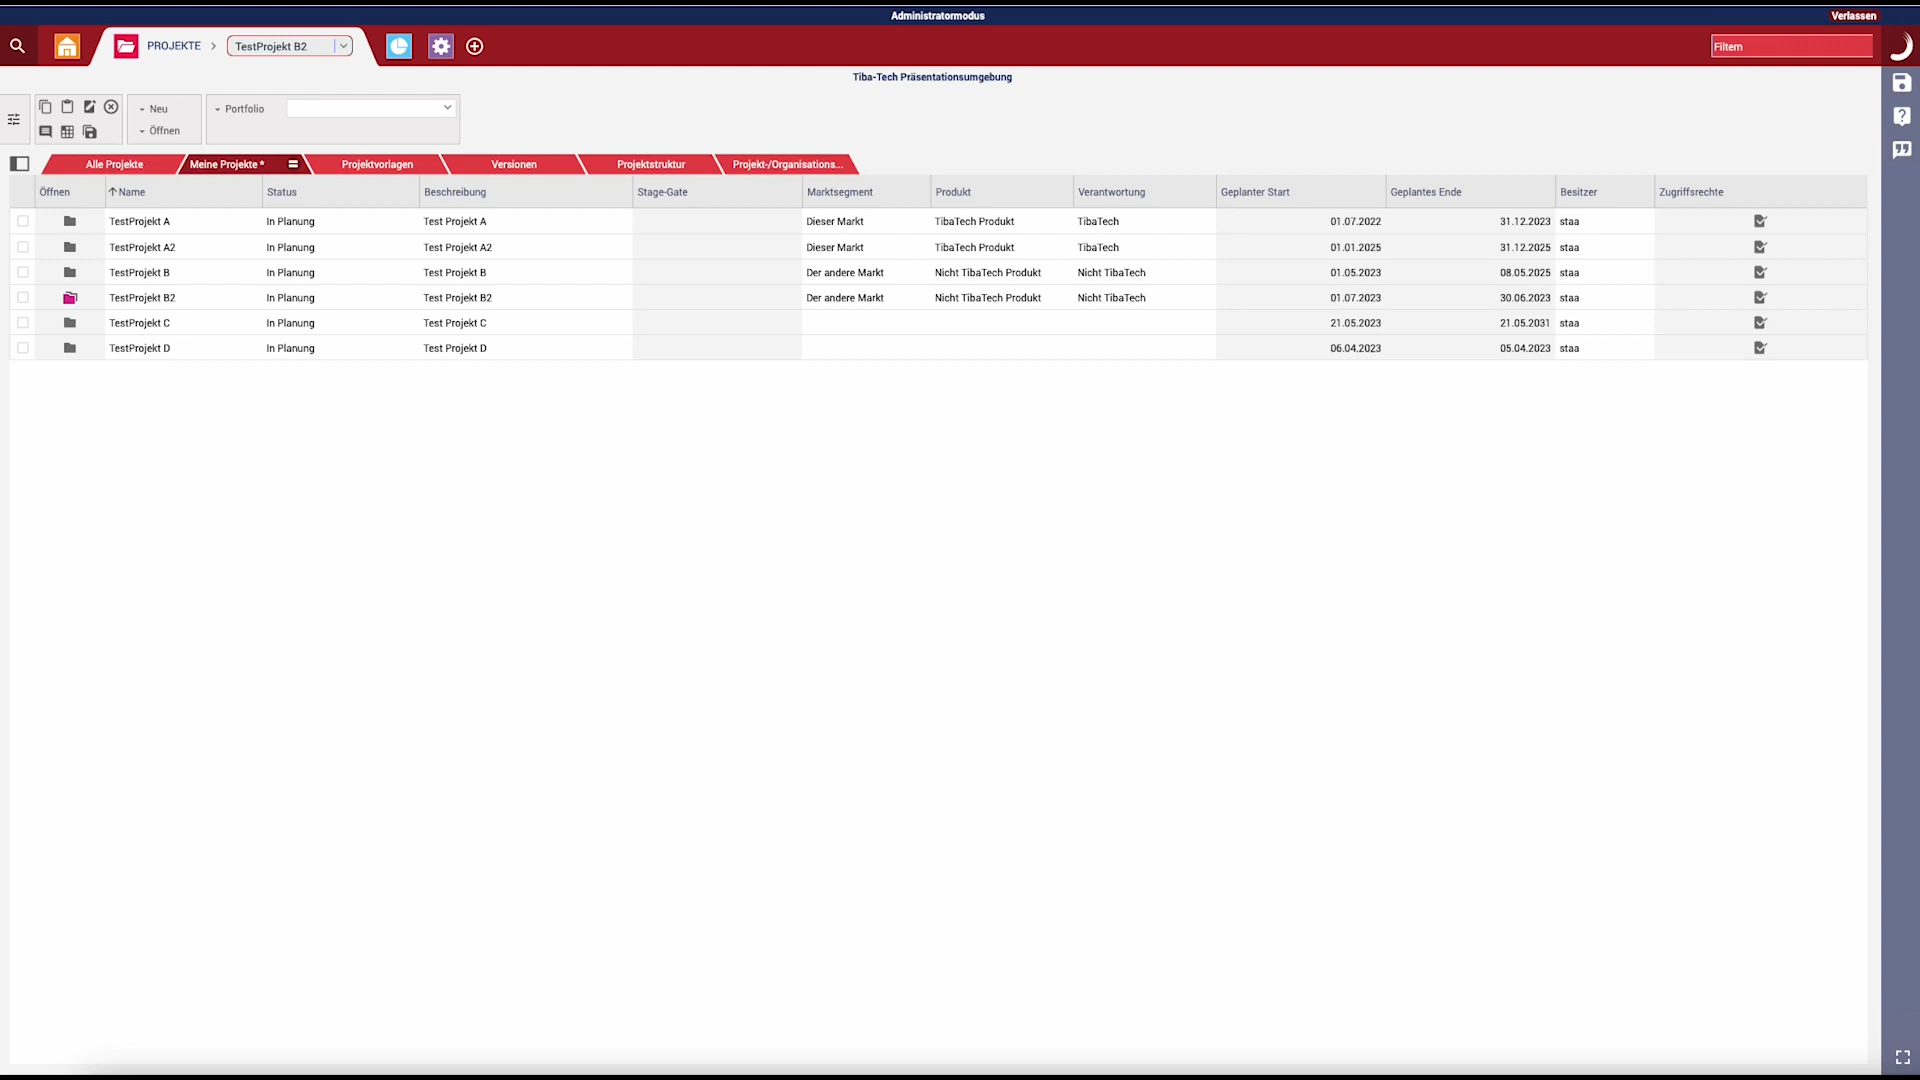 Administratormodus
Verlassen
PROJEKTE
TestProjekt B2
Filtern
Tiba-Tech Präsentationsumgebung
Neu
Portfolio
Öffnen
Alle Projekte
Meine Projekte *
Projektvorlagen
Versionen
Projektstruktur
Projekt-/Organisations...
Öffnen Name Status Beschreibung Stage-Gate Marktsegment Produkt Verantwortung Geplanter Start Geplantes Ende Besitzer Zugriffsrechte
TestProjekt A In Planung Test Projekt A Dieser Markt TibaTech Produkt TibaTech 01.07.2022 31.12.2023 staa
TestProjekt A2 In Planung Test Projekt A2 Dieser Markt TibaTech Produkt TibaTech 01.01.2025 31.12.2025 staa
TestProjekt B In Planung Test Projekt B Der andere Markt Nicht TibaTech Produkt Nicht TibaTech 01.05.2023 08.05.2025 staa
TestProjekt B2 In Planung Test Projekt B2 Der andere Markt Nicht TibaTech Produkt Nicht TibaTech 01.07.2023 30.06.2023 staa
TestProjekt C In Planung Test Projekt C 21.05.2023 21.05.2031 staa
TestProjekt D In Planung Test Projekt D 06.04.2023 05.04.2023 staa